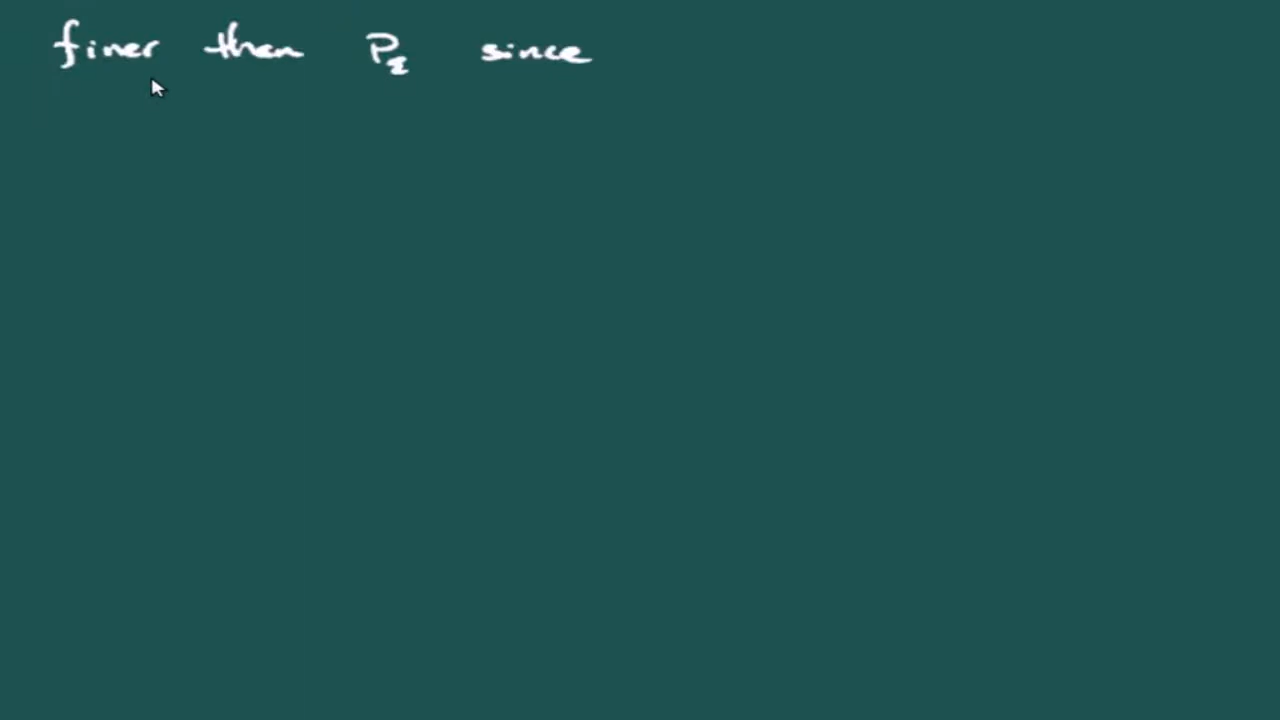 finer then P₂ since